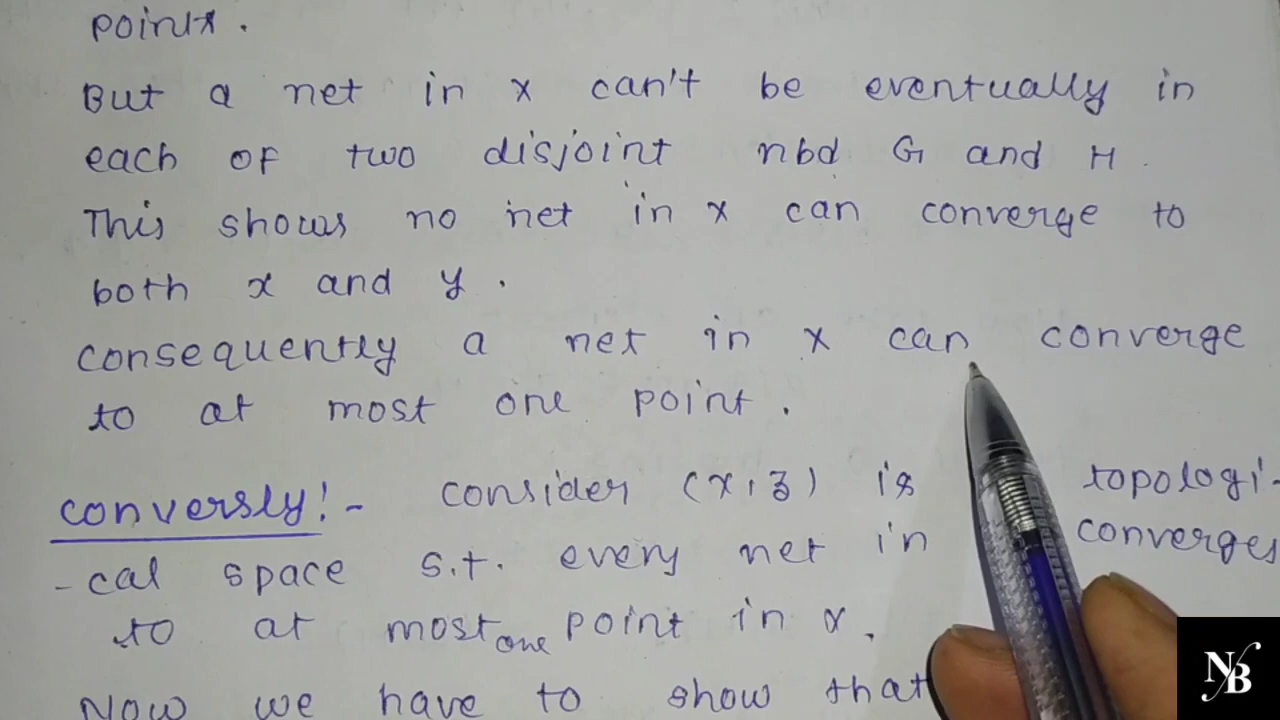 point.
But a net in x can't be eventually in
each of two disjoint nbd G and H.
This shows no net in x can converge to
both x and y.
consequently a net in x can converge
to at most one point.
conversly:- consider (x, ℑ) is topologi-
-cal space s.t. every net in converges
to at most one point in x.
Now we have to show that
NB